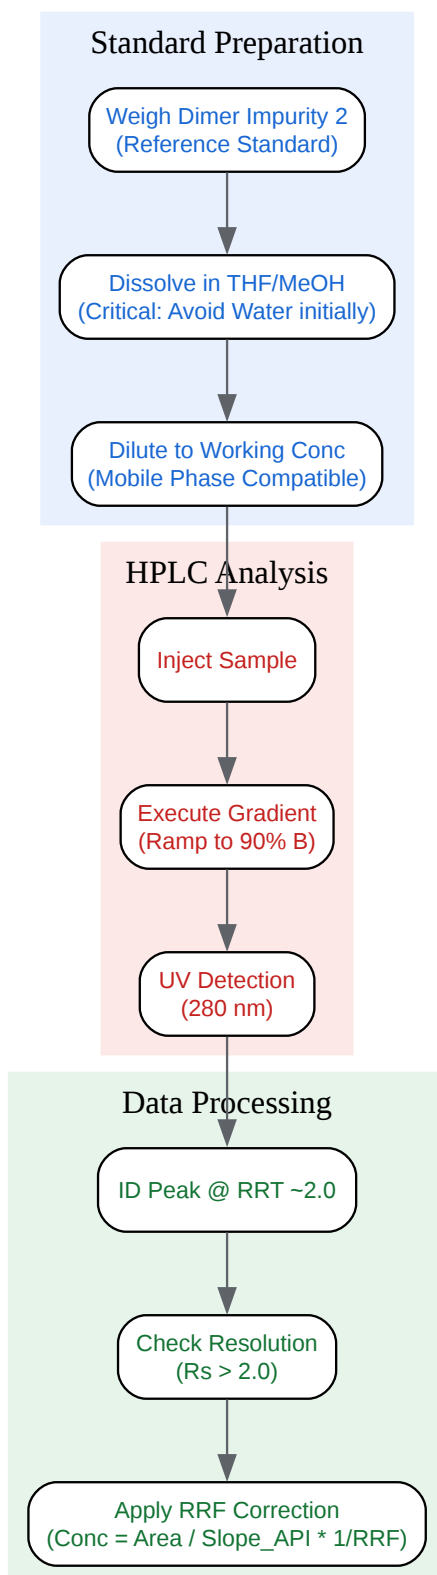 Standard Preparation
Weigh Dimer Impurity 2
(Reference Standard)
Dissolve in THF/MeOH
(Critical: Avoid Water initially)
Dilute to Working Conc
(Mobile Phase Compatible)
HPLC Analysis
Inject Sample
Execute Gradient
(Ramp to 90% B)
UV Detection
(280 nm)
Data Processing
ID Peak @ RRT ~2.0
Check Resolution
(Rs > 2.0)
Apply RRF Correction
(Conc = Area / Slope_API * 1/RRF)